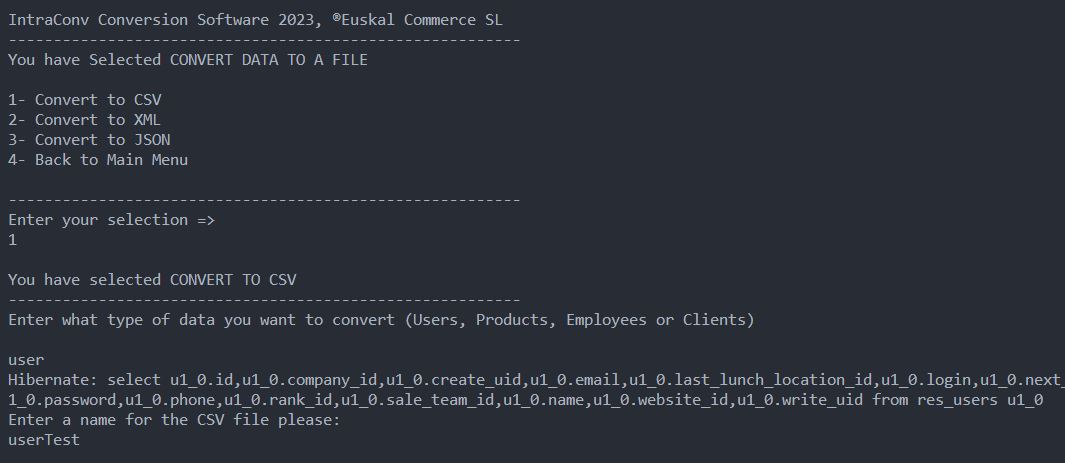 IntraConv Conversion Software 2023, ®Euskal Commerce SL
---------------------------------------------------------
You have Selected CONVERT DATA TO A FILE
1- Convert to CSV
2- Convert to XML
3- Convert to JSON
4- Back to Main Menu
---------------------------------------------------------
Enter your selection =>
1
You have selected CONVERT TO CSV
---------------------------------------------------------
Enter what type of data you want to convert (Users, Products, Employees or Clients)
user
Hibernate: select u1_0.id,u1_0.company_id,u1_0.create_uid,u1_0.email,u1_0.last_lunch_location_id,u1_0.login,u1_0.next_
1_0.password,u1_0.phone,u1_0.rank_id,u1_0.sale_team_id,u1_0.name,u1_0.website_id,u1_0.write_uid from res_users u1_0
Enter a name for the CSV file please:
userTest